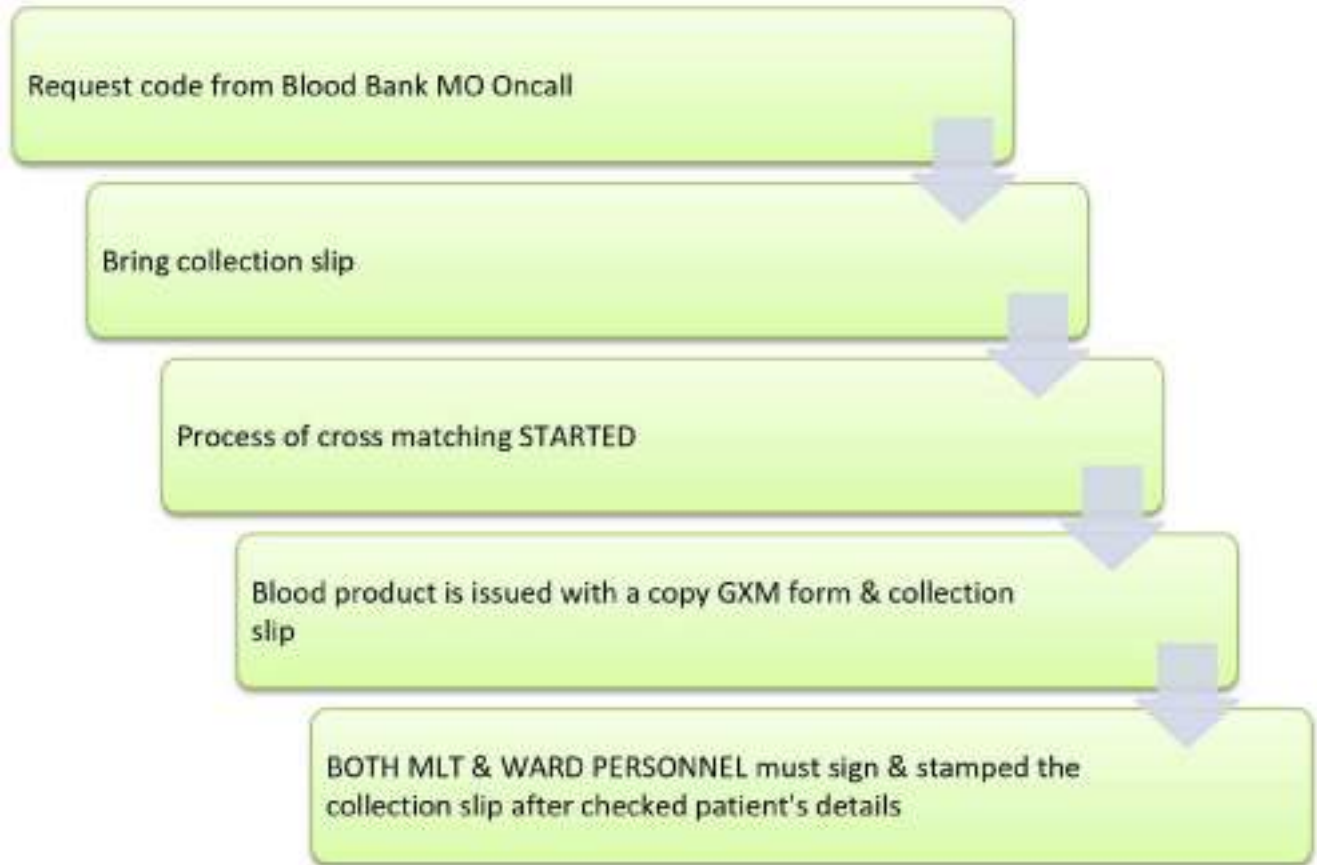 Request code from Blood Bank MO Oncall
Bring collection slip
Process of cross matching STARTED
Blood product is issued with a copy GXM form & collection
slip
BOTH MLT & WARD PERSONNEL must sign & stamped the
collection slip after checked patient's details